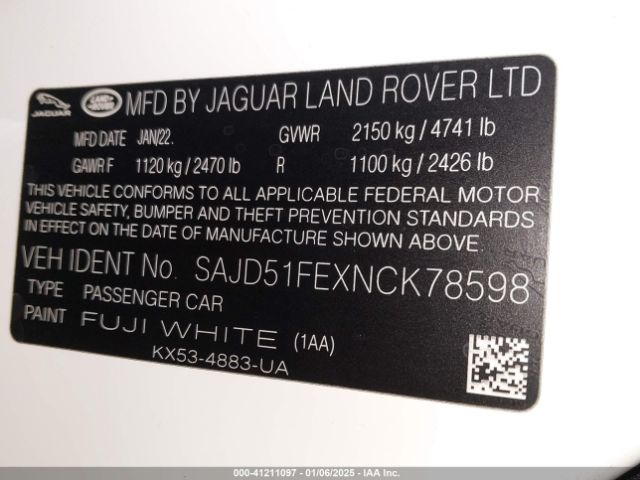 JAGUAR LAND ROVER MFD BY JAGUAR LAND ROVER LTD
MFD DATE JAN/22. GVWR 2150 kg / 4741 lb
GAWR F 1120 kg / 2470 lb R 1100 kg / 2426 lb
THIS VEHICLE CONFORMS TO ALL APPLICABLE FEDERAL MOTOR
VEHICLE SAFETY, BUMPER AND THEFT PREVENTION STANDARDS
IN EFFECT ON THE DATE OF MANUFACTURE SHOWN ABOVE.
VEH IDENT No. SAJD51FEXNCK78598
TYPE PASSENGER CAR
PAINT FUJI WHITE (1AA)
KX53-4883-UA
© - 41211097 - 01/06/2025 - IAA Inc.